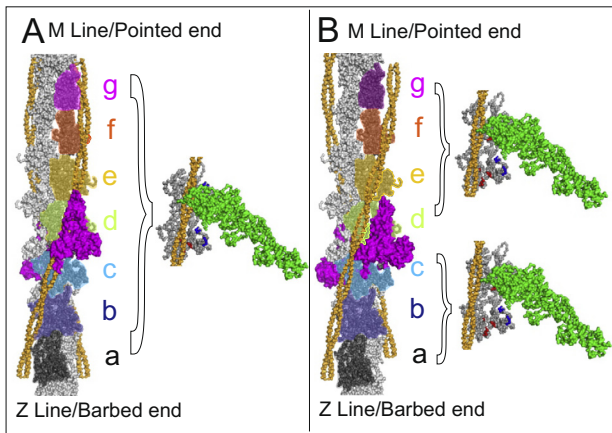 A M Line/Pointed end
g
f
e
d
c
b
a
Z Line/Barbed end
B M Line/Pointed end
g
f
e
d
c
b
a
Z Line/Barbed end